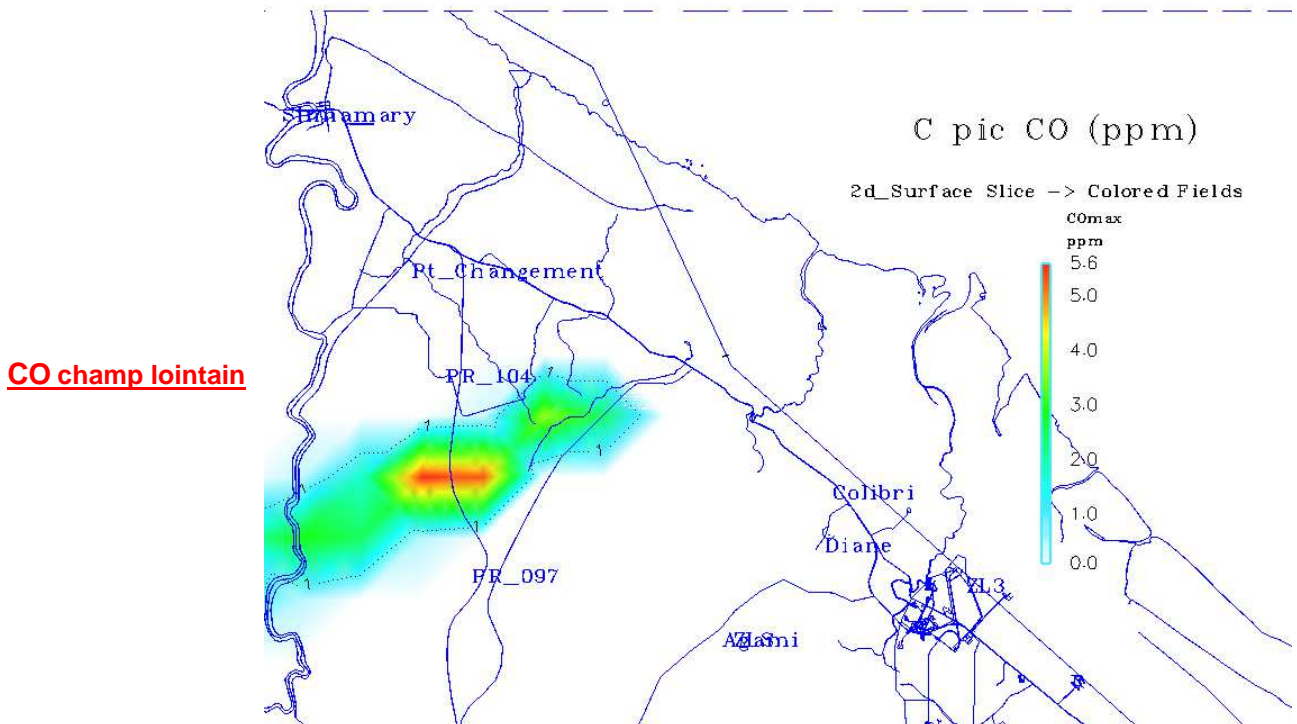 Sinnamary
C pic CO (ppm)
2d_Surface Slice -> Colored Fields
COmax
ppm
5.6
5.0
4.0
3.0
2.0
1.0
0.0
Pt_Changement
CO champ lointain
PR_104
1
1
1
1
1
Colibri
Diane
PR_097
ZL3